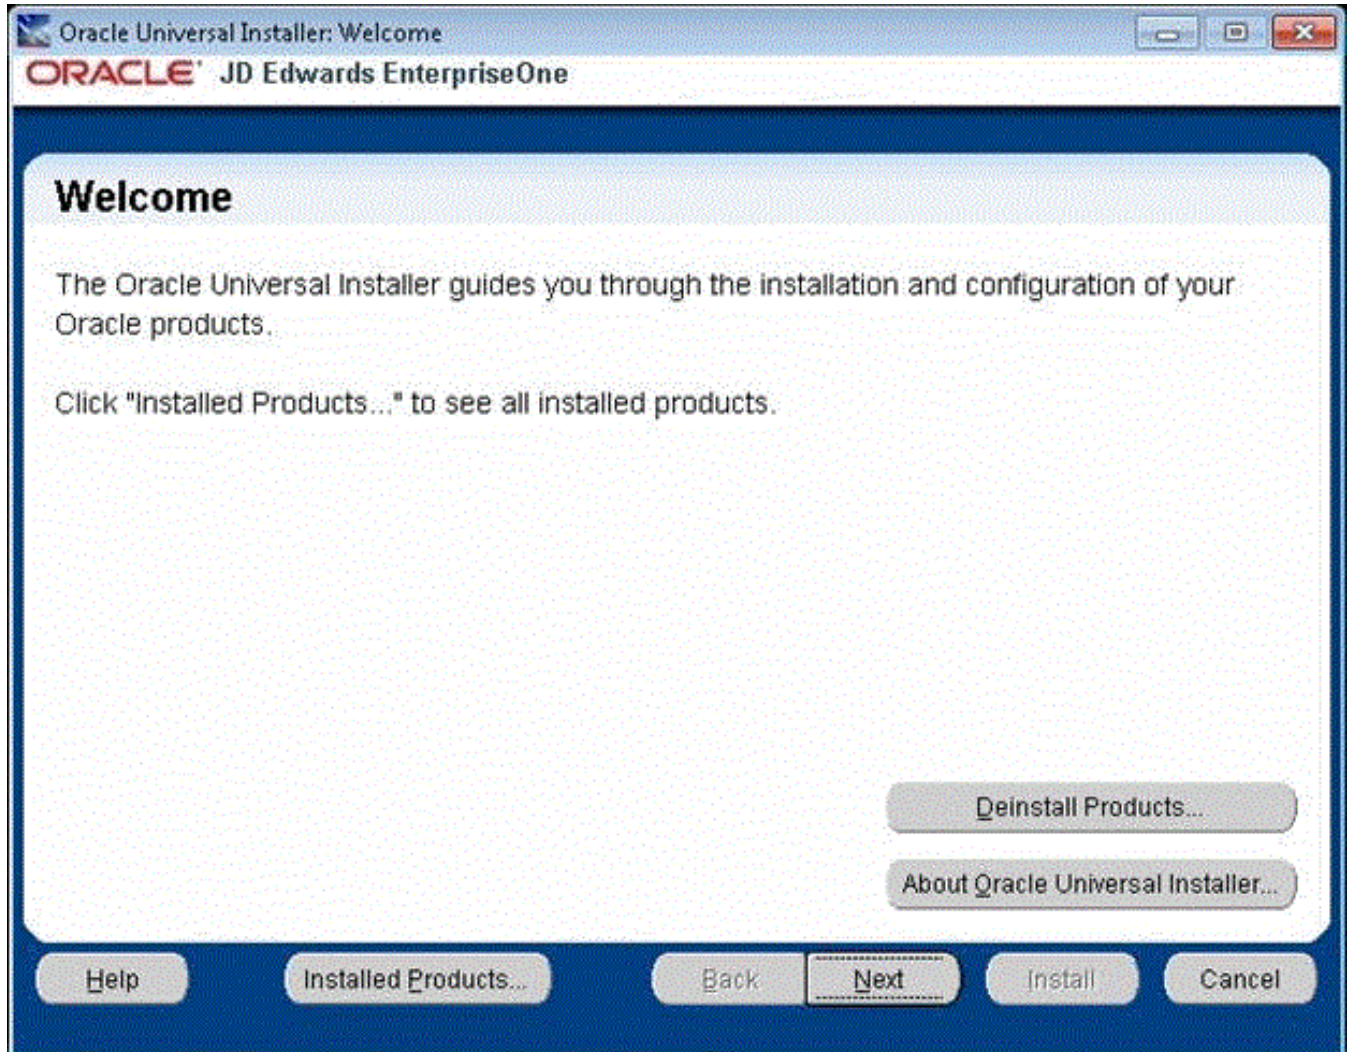 Oracle Universal Installer: Welcome
ORACLE' JD Edwards EnterpriseOne
Welcome
The Oracle Universal Installer guides you through the installation and configuration of your
Oracle products.
Click "Installed Products..." to see all installed products.
Deinstall Products...
About Oracle Universal Installer...
Help Installed Products... Back Next Install Cancel